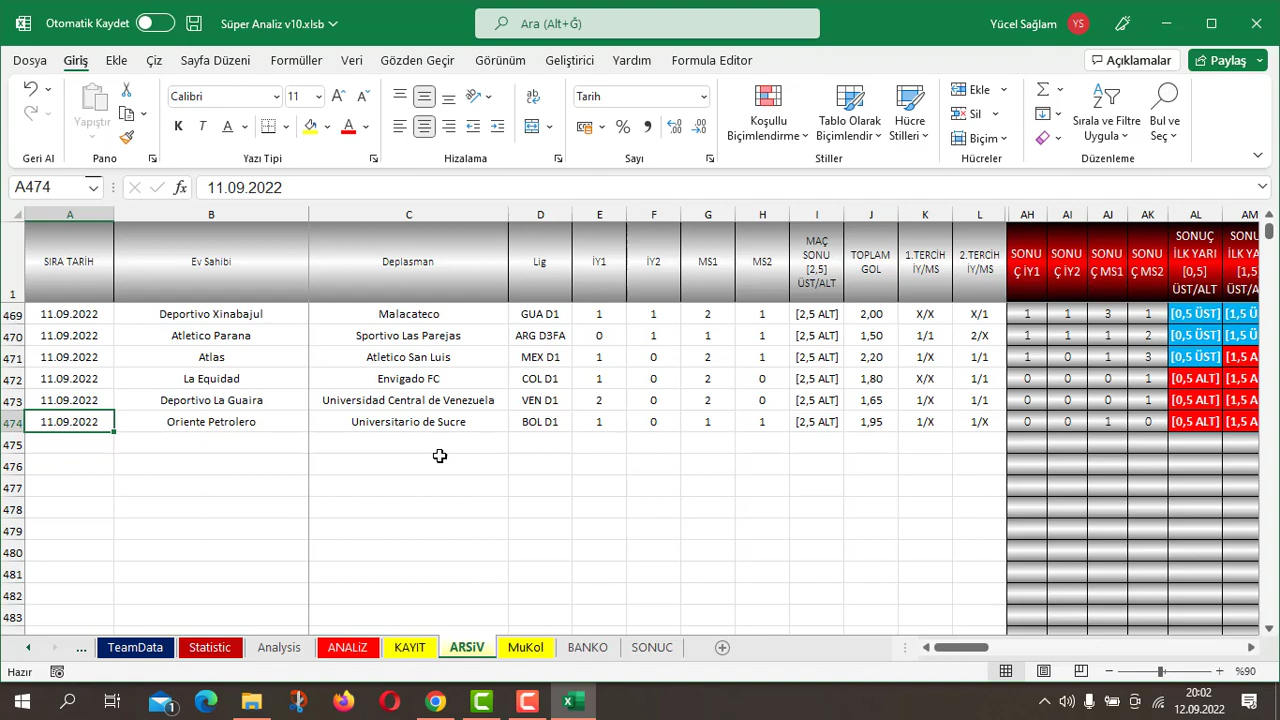 Otomatik Kaydet
Süper Analiz v10.xlsb
Ara (Alt+Ğ)
Yücel Sağlam
YS
Dosya Giriş Ekle Çiz Sayfa Düzeni Formüller Veri Gözden Geçir Görünüm Geliştirici Yardım Formula Editor
Açıklamalar
Paylaş
Yapıştır
Calibri 11
K T A
A A
Tarih
Koşullu Biçimlendirme
Tablo Olarak Biçimlendir
Hücre Stilleri
Ekle
Sil
Biçim
Sırala ve Filtre Uygula
Bul ve Seç
Geri Al Pano Yazı Tipi Hizalama Sayı Stiller Hücreler Düzenleme
A474 fx 11.09.2022
A B C D E F G H I J K L AH AI AJ AK AL AM
1 SIRA TARİH Ev Sahibi Deplasman Lig İY1 İY2 MS1 MS2 MAÇ SONU [2,5] ÜST/ALT TOPLAM GOL 1.TERCİH İY/MS 2.TERCİH İY/MS SONUÇ İY1 SONUÇ İY2 SONUÇ MS1 SONUÇ MS2 SONUÇ İLK YARI [0,5] ÜST/ALT SONU İLK YA [1,5 ÜST/A
469 11.09.2022 Deportivo Xinabajul Malacateco GUA D1 1 1 2 1 [2,5 ALT] 2,00 X/X X/1 1 1 3 1 [0,5 ÜST] [1,5 Ü
470 11.09.2022 Atletico Parana Sportivo Las Parejas ARG D3FA 0 1 1 1 [2,5 ALT] 1,50 1/1 2/X 1 1 1 2 [0,5 ÜST] [1,5 Ü
471 11.09.2022 Atlas Atletico San Luis MEX D1 1 0 2 1 [2,5 ALT] 2,20 1/X 1/1 1 0 1 3 [0,5 ÜST] [1,5 A
472 11.09.2022 La Equidad Envigado FC COL D1 1 0 2 0 [2,5 ALT] 1,80 X/X 1/1 0 0 0 1 [0,5 ALT] [1,5 A
473 11.09.2022 Deportivo La Guaira Universidad Central de Venezuela VEN D1 2 0 2 0 [2,5 ALT] 1,65 1/X 1/1 0 0 0 1 [0,5 ALT] [1,5 A
474 11.09.2022 Oriente Petrolero Universitario de Sucre BOL D1 1 0 1 1 [2,5 ALT] 1,95 1/X 1/X 0 0 1 0 [0,5 ALT] [1,5 A
475
476
477
478
479
480
481
482
483
... TeamData Statistic Analysis ANALiZ KAYIT ARSiV MuKol BANKO SONUC
Hazır
%90
1
20:02
12.09.2022